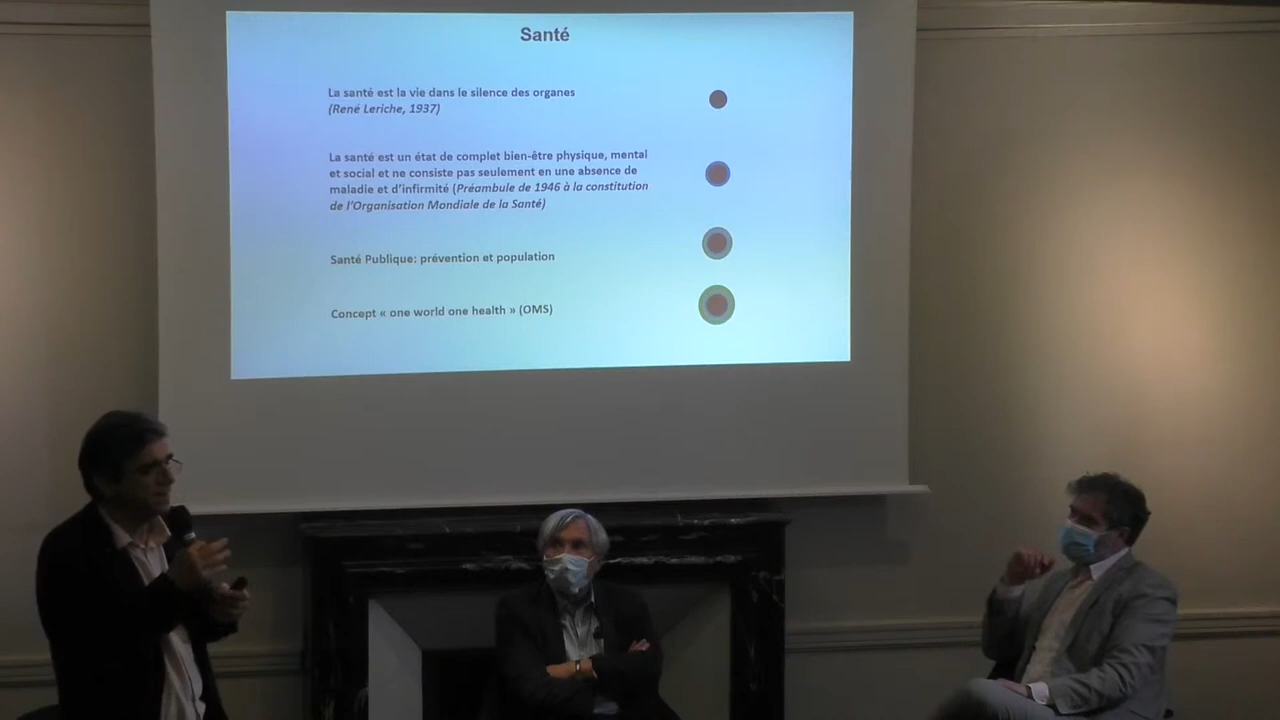 Santé
La santé est la vie dans le silence des organes
(René Leriche, 1937)
La santé est un état de complet bien-être physique, mental
et social et ne consiste pas seulement en une absence de
maladie et d'infirmité (Préambule de 1946 à la constitution
de l'Organisation Mondiale de la Santé)
Santé Publique: prévention et population
Concept « one world one health » (OMS)